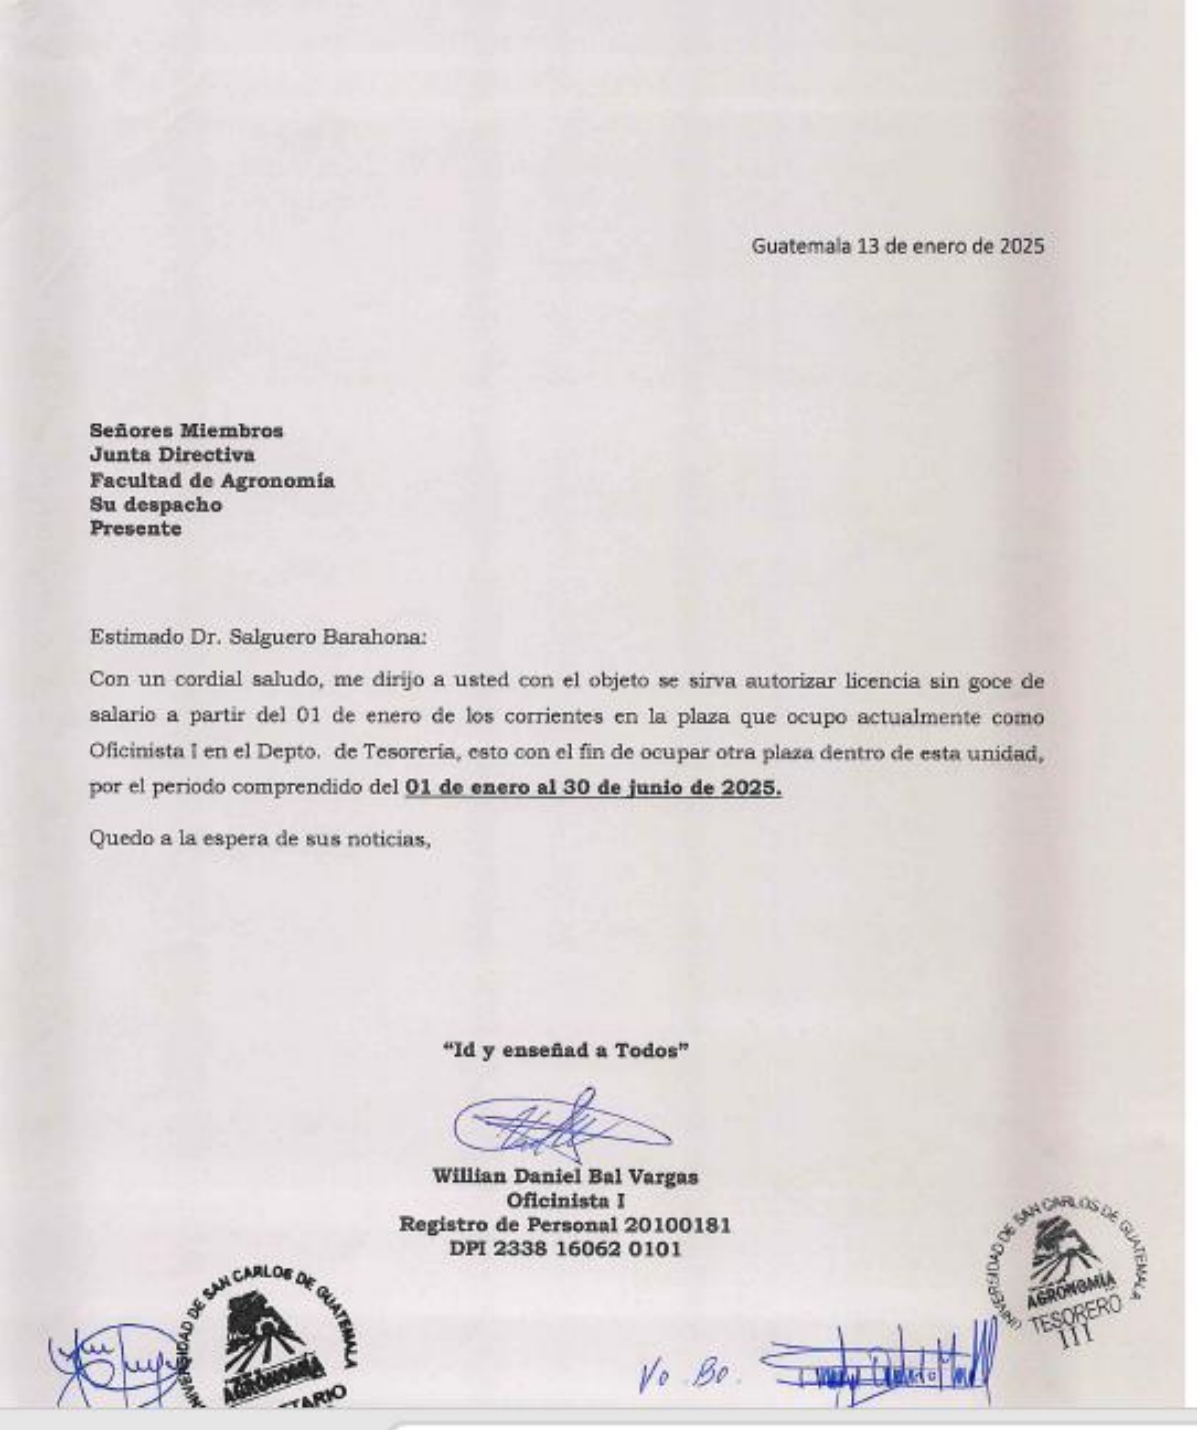 Guatemala 13 de enero de 2025
Señores Miembros
Junta Directiva
Facultad de Agronomía
Su despacho
Presente
Estimado Dr. Salguero Barahona:
Con un cordial saludo, me dirijo a usted con el objeto se sirva autorizar licencia sin goce de
salario a partir del 01 de enero de los corrientes en la plaza que ocupo actualmente como
Oficinista I en el Depto. de Tesorería, esto con el fin de ocupar otra plaza dentro de esta unidad,
por el periodo comprendido del 01 de enero al 30 de junio de 2025.
Quedo a la espera de sus noticias,
“Id y enseñad a Todos”
Willian Daniel Bal Vargas
Oficinista I
Registro de Personal 20100181
DPI 2338 16062 0101
UNIVERSIDAD DE SAN CARLOS DE GUATEMALA
AGRONOMÍA
TESORERO
III
UNIVERSIDAD DE SAN CARLOS DE GUATEMALA
AGRONOMÍA
Vo. Bo.